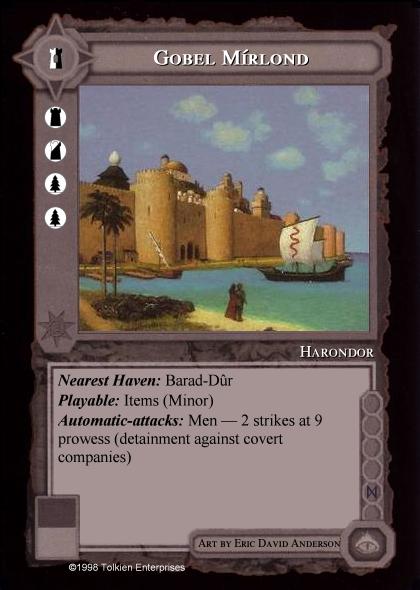 GOBEL MÍRLOND
HARONDOR
Nearest Haven: Barad-Dûr
Playable: Items (Minor)
Automatic-attacks: Men — 2 strikes at 9
prowess (detainment against covert
companies)
ART BY ERIC DAVID ANDERSON
©1998 Tolkien Enterprises